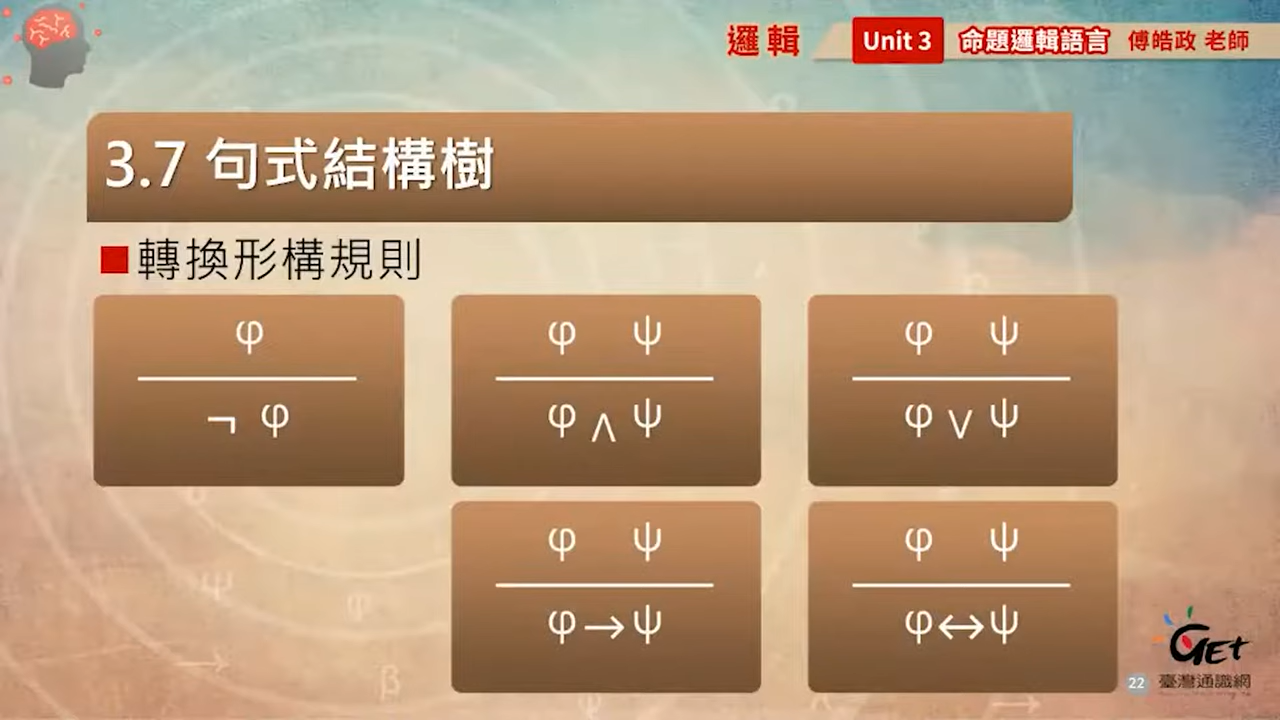 邏輯 Unit 3 命題邏輯語言 傅皓政 老師
3.7 句式結構樹
轉換形構規則
φ
¬ φ
φ ψ
φ ∧ ψ
φ ψ
φ ∨ ψ
φ ψ
φ→ψ
φ ψ
φ↔ψ
GET
22 臺灣通識網